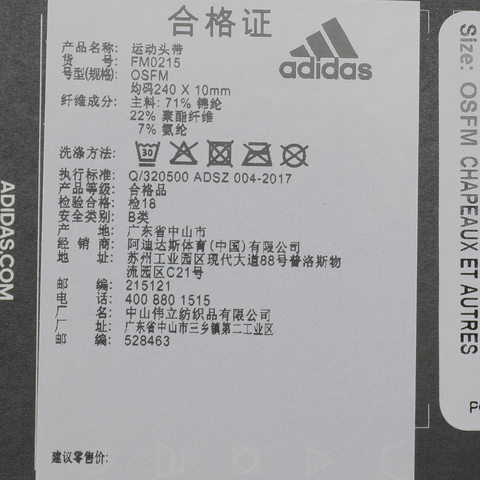 合格证
adidas
产品名称: 运动头带
货 号: FM0215
号型(规格): OSFM
均码240 X 10mm
纤维成分: 主料: 71% 锦纶
22% 聚酯纤维
7% 氨纶
洗涤方法:
30
执行标准: Q/320500 ADSZ 004-2017
产品等级: 合格品
检验合格: 检18
安全类别: B类
产 地: 广东省中山市
经 销 商: 阿迪达斯体育(中国)有限公司
地 址: 苏州工业园区现代大道88号普洛斯物
流园区C21号
邮 编: 215121
电 话: 400 880 1515
厂 名: 中山伟立纺织品有限公司
厂 址: 广东省中山市三乡镇第二工业区
邮 编: 528463
建议零售价:
ADIDAS.COM
Size: OSFM CHAPEAUX ET AUTRES